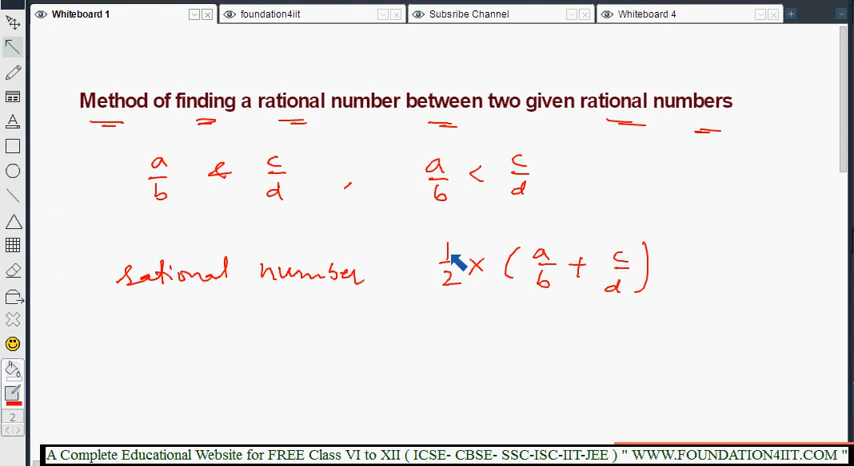 Whiteboard 1 foundation4iit Subsribe Channel Whiteboard 4
Method of finding a rational number between two given rational numbers
a/b & c/d , a/b < c/d
rational number 1/2 × ( a/b + c/d )
2
A Complete Educational Website for FREE Class VI to XII ( ICSE- CBSE- SSC-ISC-IIT-JEE ) " WWW.FOUNDATION4IIT.COM "